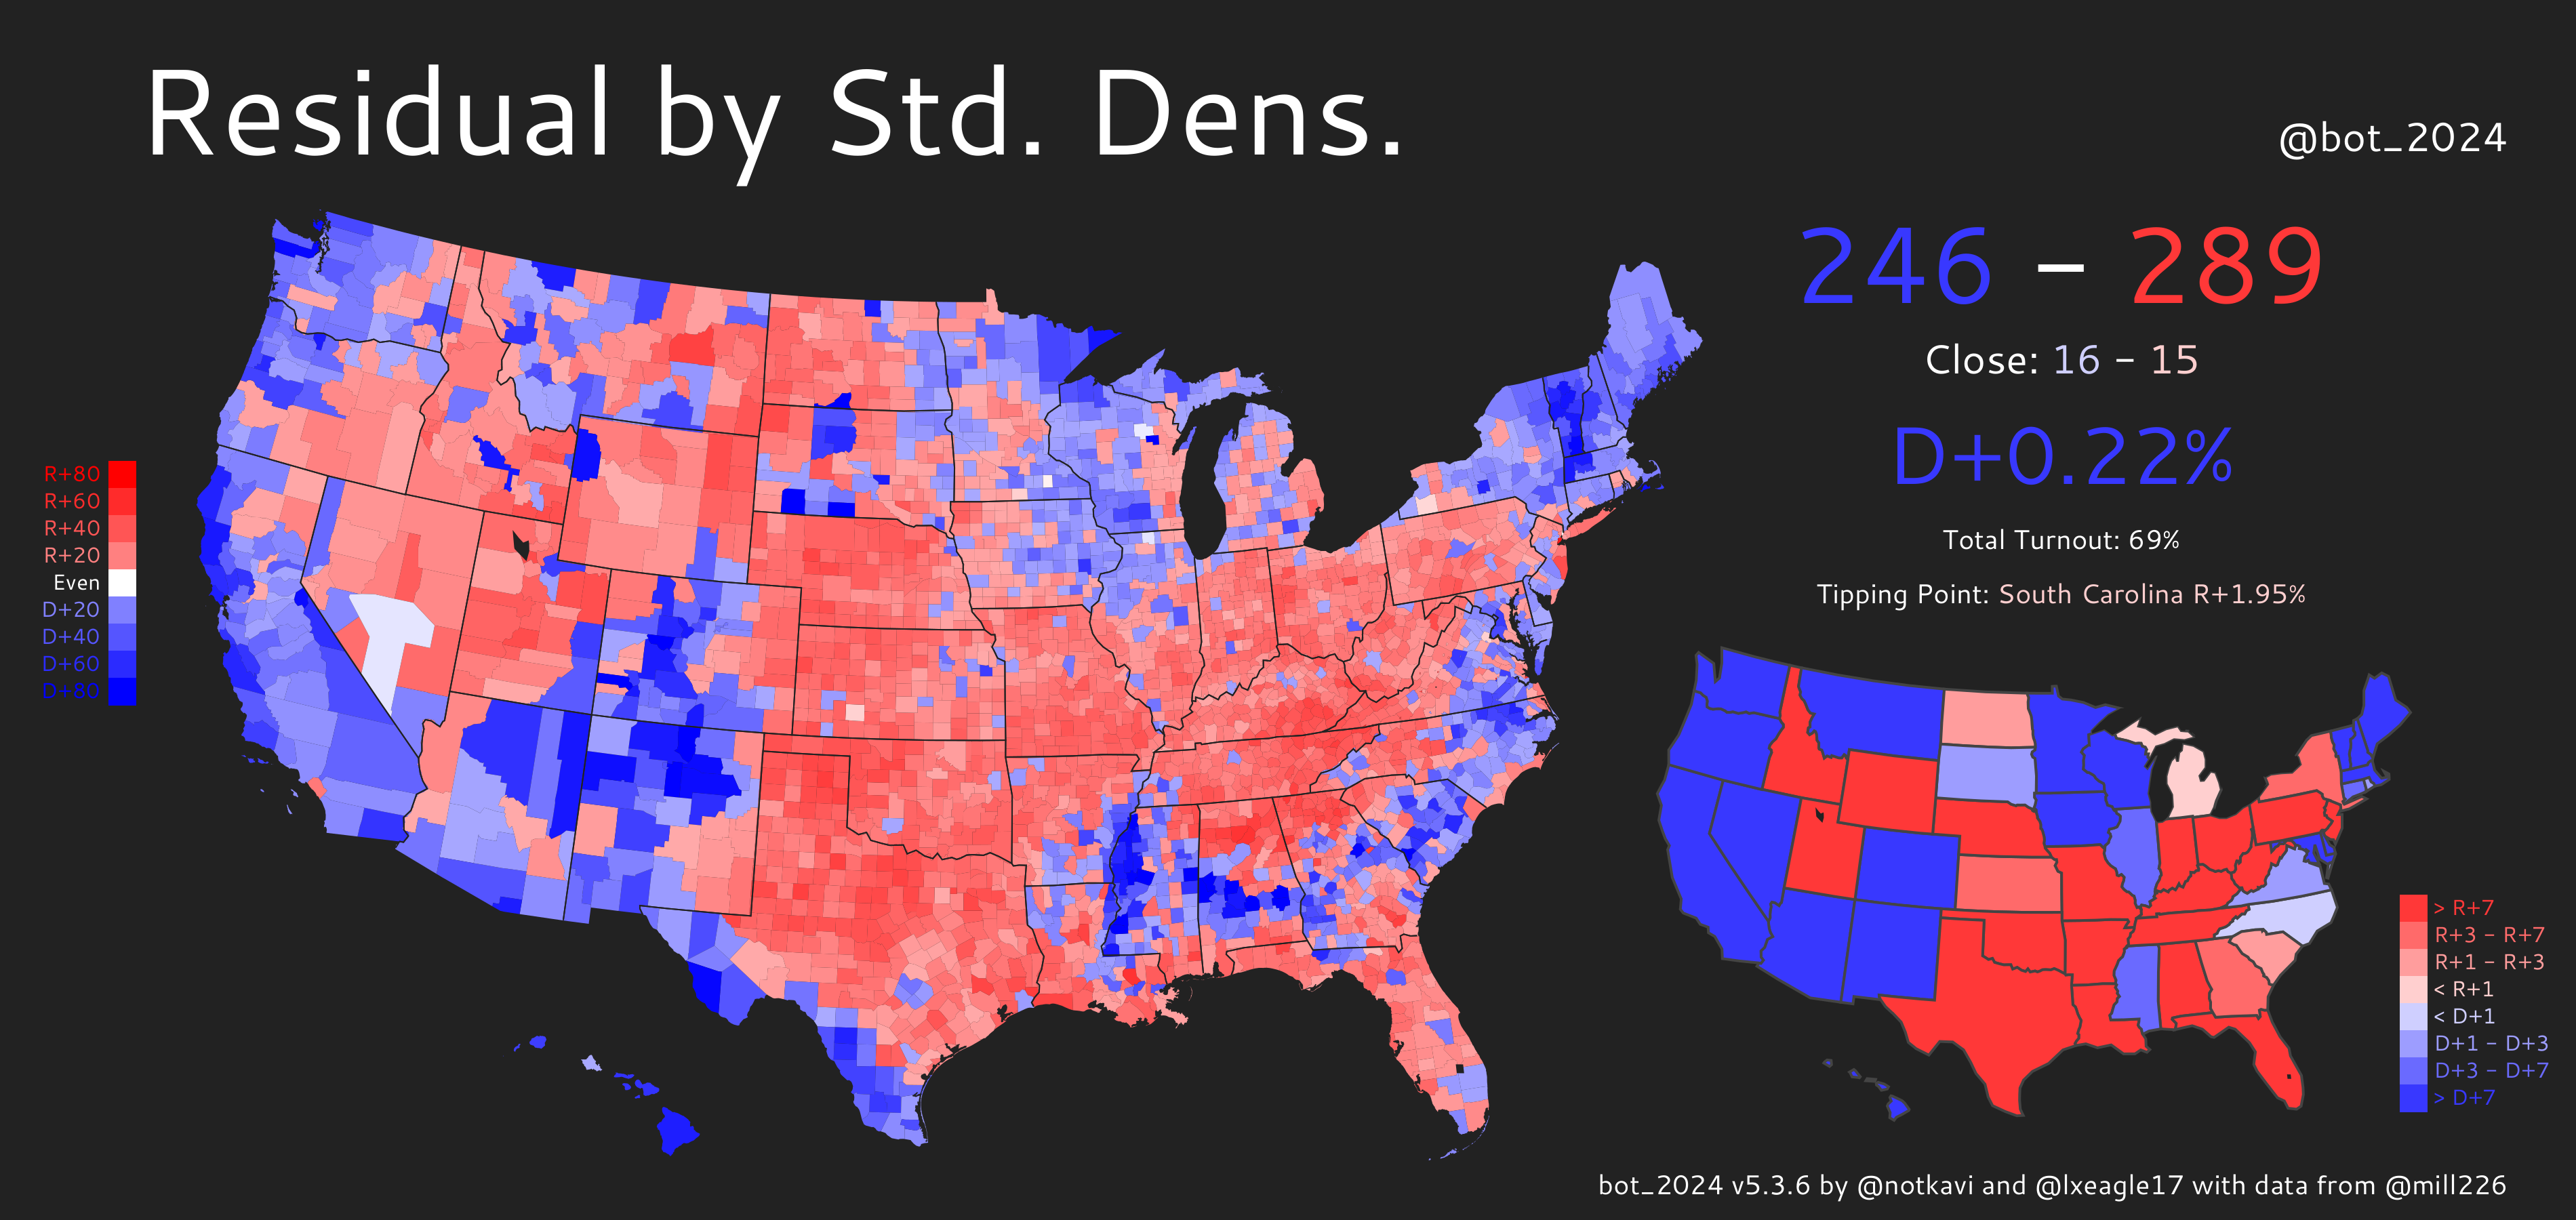 Residual by Std. Dens.
@bot_2024
246 – 289
Close: 16 – 15
D+0.22%
Total Turnout: 69%
Tipping Point: South Carolina R+1.95%
R+80
R+60
R+40
R+20
Even
D+20
D+40
D+60
D+80
> R+7
R+3 – R+7
R+1 – R+3
< R+1
< D+1
D+1 – D+3
D+3 – D+7
> D+7
bot_2024 v5.3.6 by @notkavi and @lxeagle17 with data from @mill226